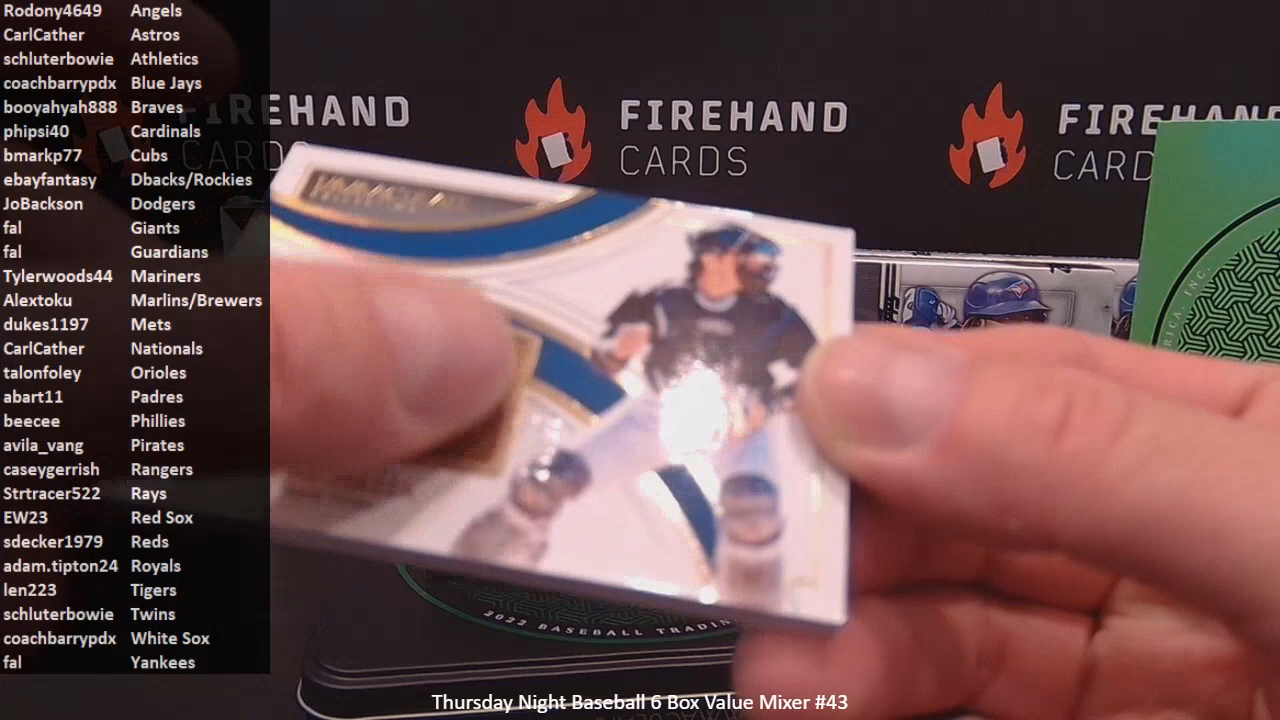 Rodony4649 Angels
CarlCather Astros
schluterbowie Athletics
coachbarrypdx Blue Jays
booyahyah888 Braves
phipsi40 Cardinals
bmarkp77 Cubs
ebayfantasy Dbacks/Rockies
JoBackson Dodgers
fal Giants
fal Guardians
Tylerwoods44 Mariners
Alextoku Marlins/Brewers
dukes1197 Mets
CarlCather Nationals
talonfoley Orioles
abart11 Padres
beecee Phillies
avila_vang Pirates
caseygerrish Rangers
Strtracer522 Rays
EW23 Red Sox
sdecker1979 Reds
adam.tipton24 Royals
len223 Tigers
schluterbowie Twins
coachbarrypdx White Sox
fal Yankees
FIREHAND
CARDS
FIREHAND
CARDS
FIREHAND
CARDS
2022 BASEBALL
Thursday Night Baseball 6 Box Value Mixer #43